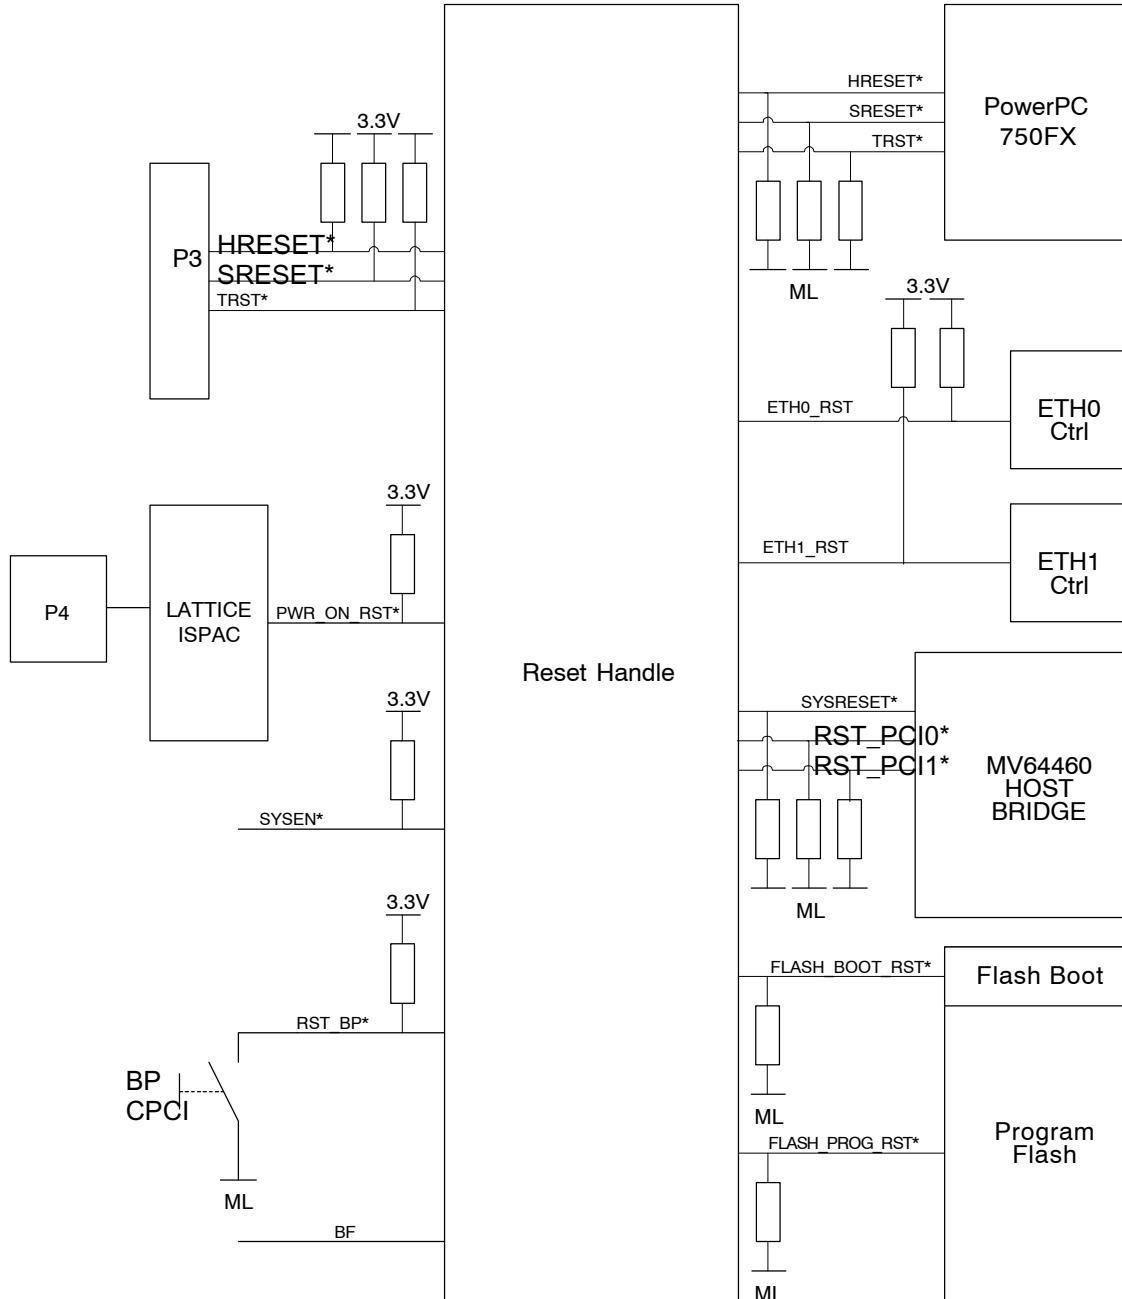 HRESET*
SRESET*
TRST*
PowerPC
750FX
ML
3.3V
P3
HRESET*
SRESET*
TRST*
3.3V
ETH0_RST
ETH0
Ctrl
ETH1_RST
ETH1
Ctrl
3.3V
P4
LATTICE
ISPAC
PWR_ON_RST*
Reset Handle
3.3V
SYSEN*
SYSRESET*
RST_PCI0*
RST_PCI1*
MV64460
HOST
BRIDGE
ML
3.3V
RST_BP*
BP
CPCI
ML
BF
FLASH_BOOT_RST*
Flash Boot
ML
FLASH_PROG_RST*
Program
Flash
ML